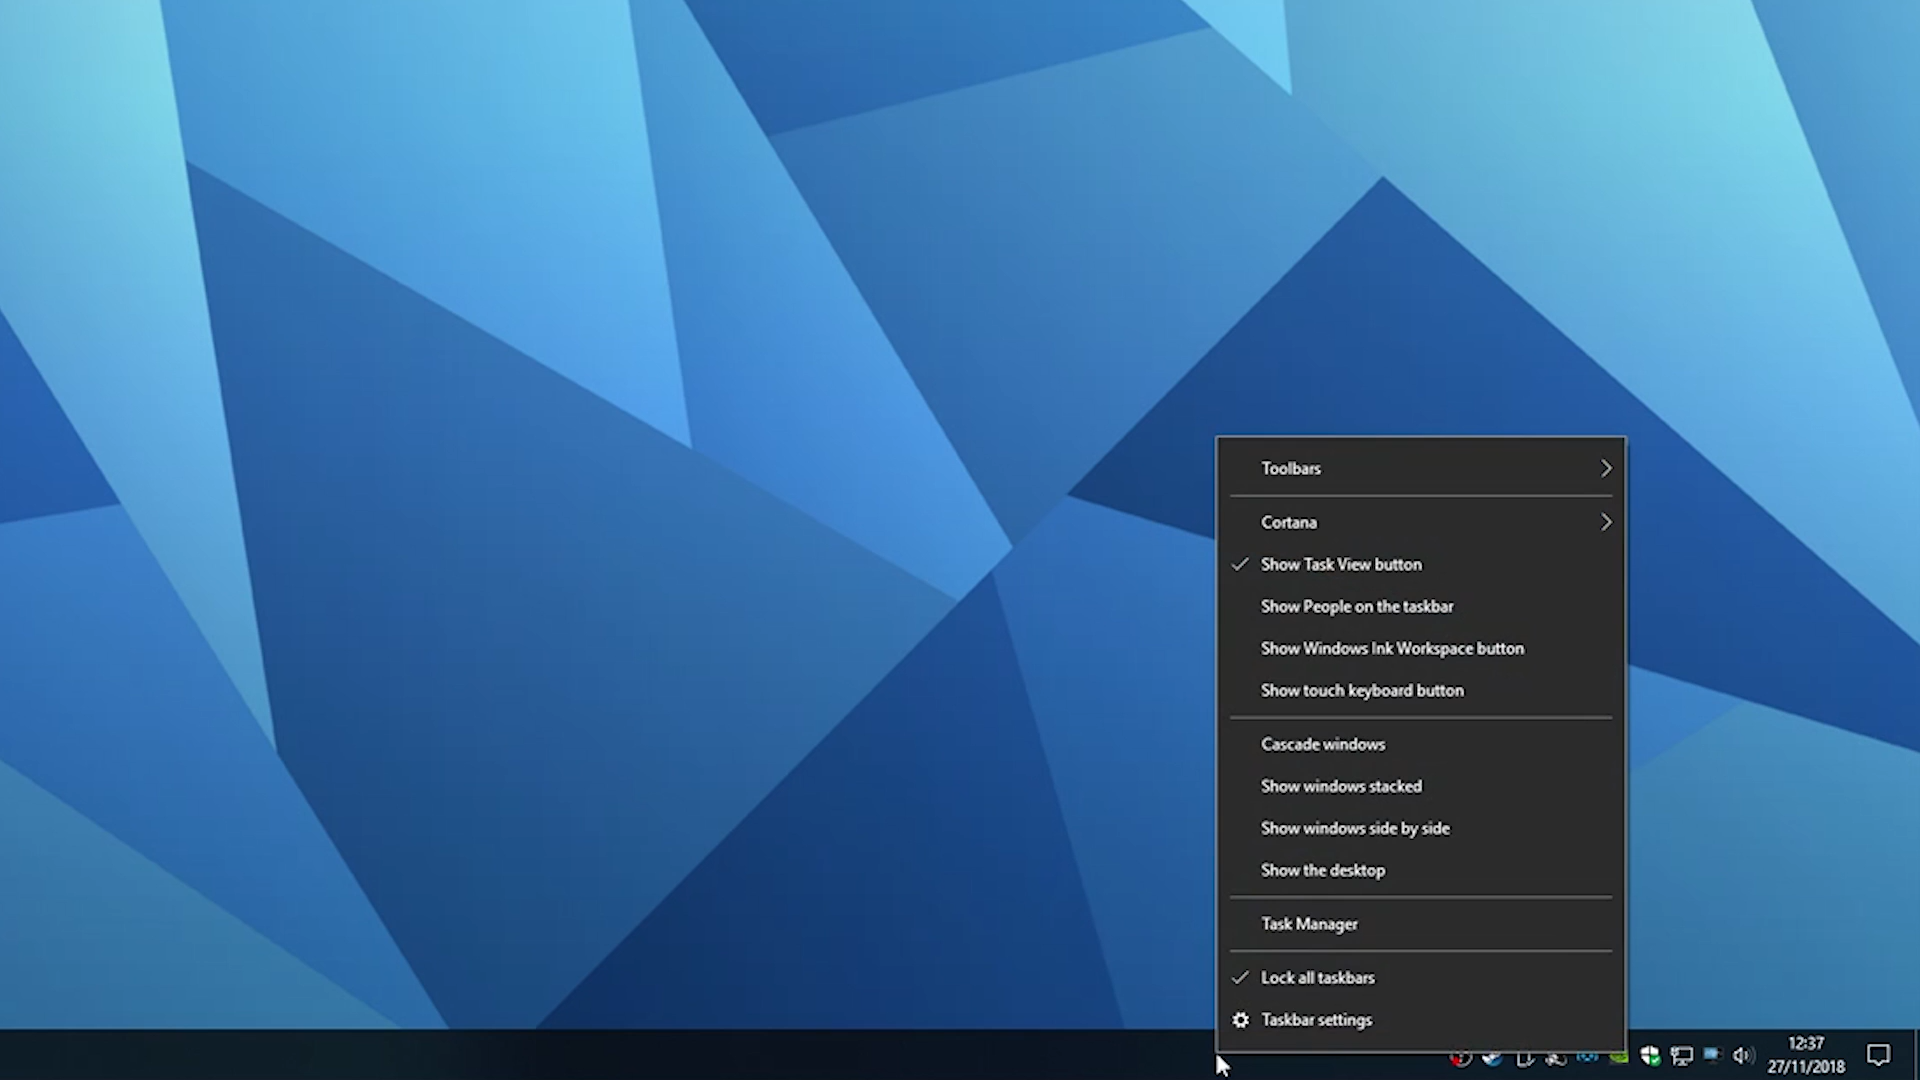 Toolbars
Cortana
Show Task View button
Show People on the taskbar
Show Windows Ink Workspace button
Show touch keyboard button
Cascade windows
Show windows stacked
Show windows side by side
Show the desktop
Task Manager
Lock all taskbars
Taskbar settings
12:37
27/11/2018